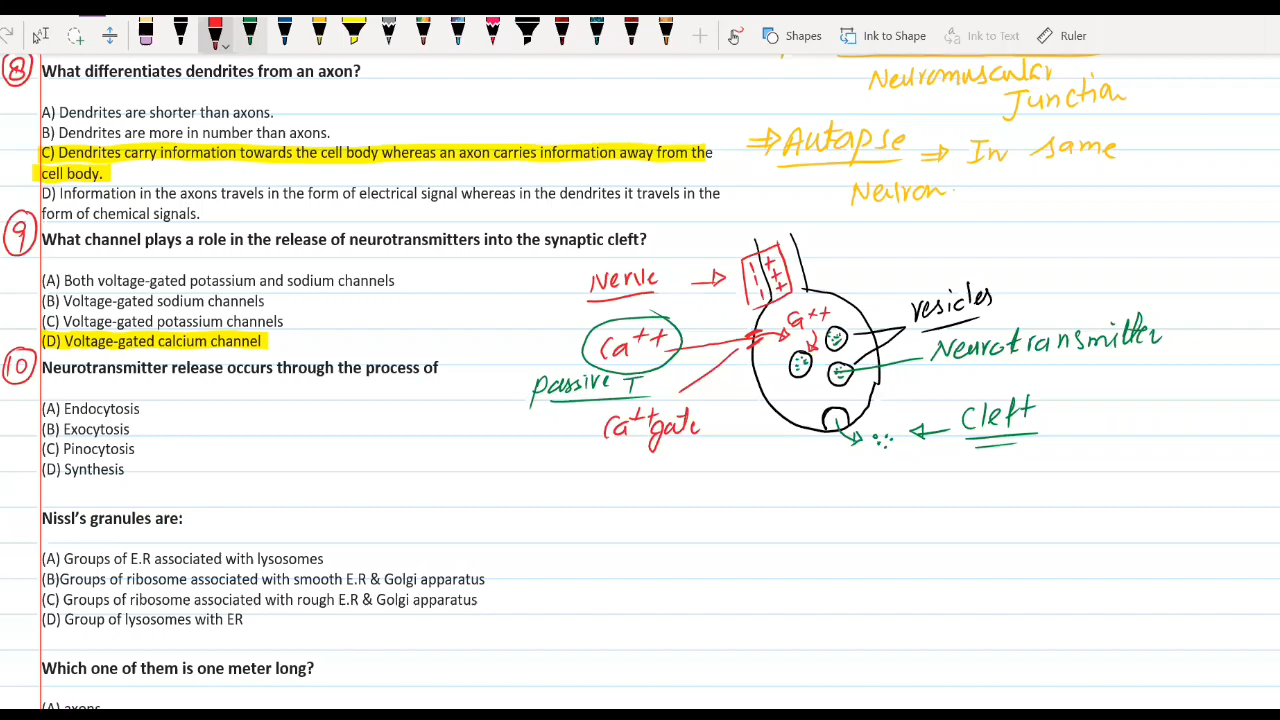 Shapes
Ink to Shape
Ink to Text
Ruler
8
What differentiates dendrites from an axon?
A) Dendrites are shorter than axons.
B) Dendrites are more in number than axons.
C) Dendrites carry information towards the cell body whereas an axon carries information away from the
cell body.
D) Information in the axons travels in the form of electrical signal whereas in the dendrites it travels in the
form of chemical signals.
Neuromuscular
Junction
⇒ Autapse ⇒ In same
Neuron
9
What channel plays a role in the release of neurotransmitters into the synaptic cleft?
(A) Both voltage-gated potassium and sodium channels
(B) Voltage-gated sodium channels
(C) Voltage-gated potassium channels
(D) Voltage-gated calcium channel
10
Neurotransmitter release occurs through the process of
(A) Endocytosis
(B) Exocytosis
(C) Pinocytosis
(D) Synthesis
Nerve
Ca++
Passive T
Ca++ gate
Ca++
vesicles
Neurotransmitter
Cleft
Nissl's granules are:
(A) Groups of E.R associated with lysosomes
(B)Groups of ribosome associated with smooth E.R & Golgi apparatus
(C) Groups of ribosome associated with rough E.R & Golgi apparatus
(D) Group of lysosomes with ER
Which one of them is one meter long?
(A) axons